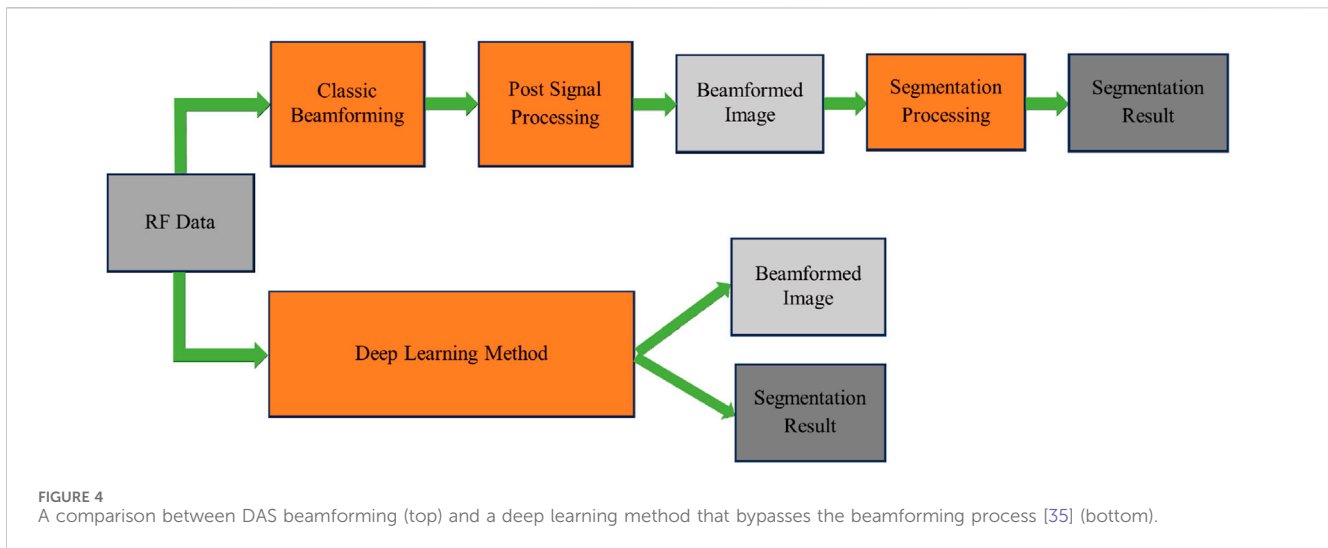 Classic
Beamforming
Post Signal
Processing
Beamformed
Image
Segmentation
Processing
Segmentation
Result
RF Data
Deep Learning Method
Beamformed
Image
Segmentation
Result
FIGURE 4
A comparison between DAS beamforming (top) and a deep learning method that bypasses the beamforming process [35] (bottom).